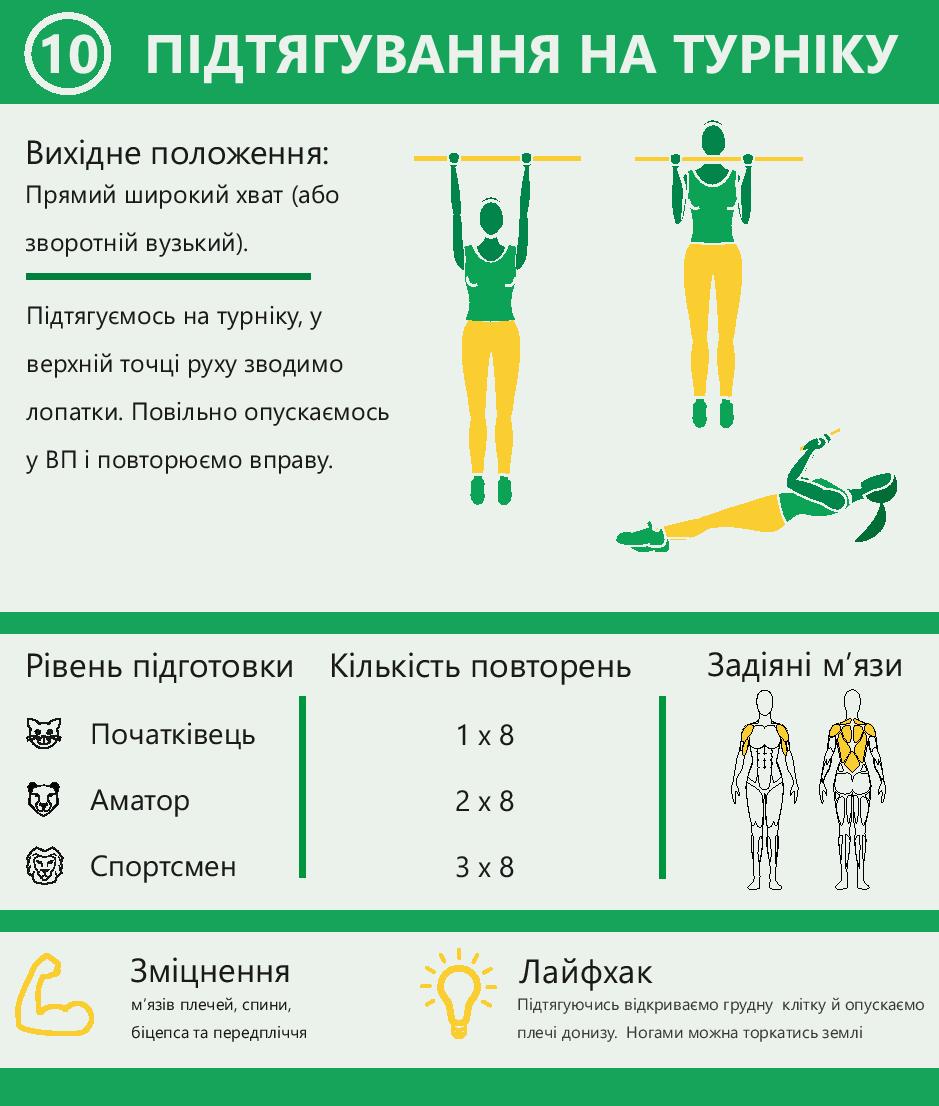 10 ПІДТЯГУВАННЯ НА ТУРНІКУ
Вихідне положення:
Прямий широкий хват (або
зворотній вузький).
Підтягуємось на турніку, у
верхній точці руху зводимо
лопатки. Повільно опускаємось
у ВП і повторюємо вправу.
Рівень підготовки Кількість повторень Задіяні м’язи
Початківець 1 x 8
Аматор 2 x 8
Спортсмен 3 x 8
Зміцнення
м’язів плечей, спини,
біцепса та передпліччя
Лайфхак
Підтягуючись відкриваємо грудну клітку й опускаємо
плечі донизу. Ногами можна торкатись землі